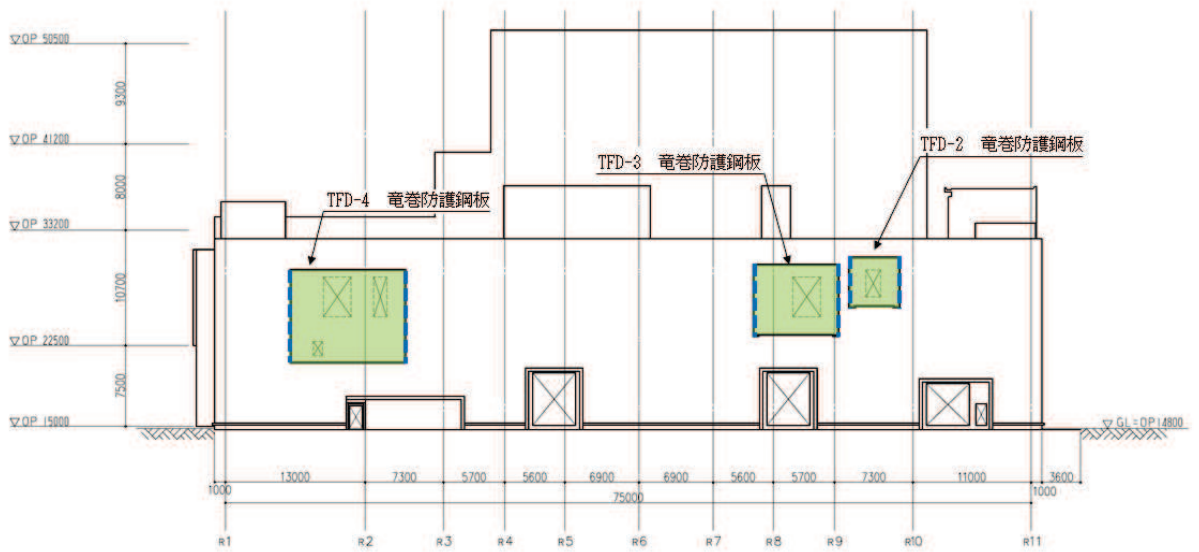 ▽OP 50500
9300
▽OP 41200
8000
▽OP 33200
10700
▽OP 22500
7500
▽OP 15000
TFD-4 竜巻防護鋼板
TFD-3 竜巻防護鋼板
TFD-2 竜巻防護鋼板
▽GL=OP14800
1000 13000 7300 5700 5600 6900 6900 5600 5700 7300 11000 1000 3600
75000
R1 R2 R3 R4 R5 R6 R7 R8 R9 R10 R11